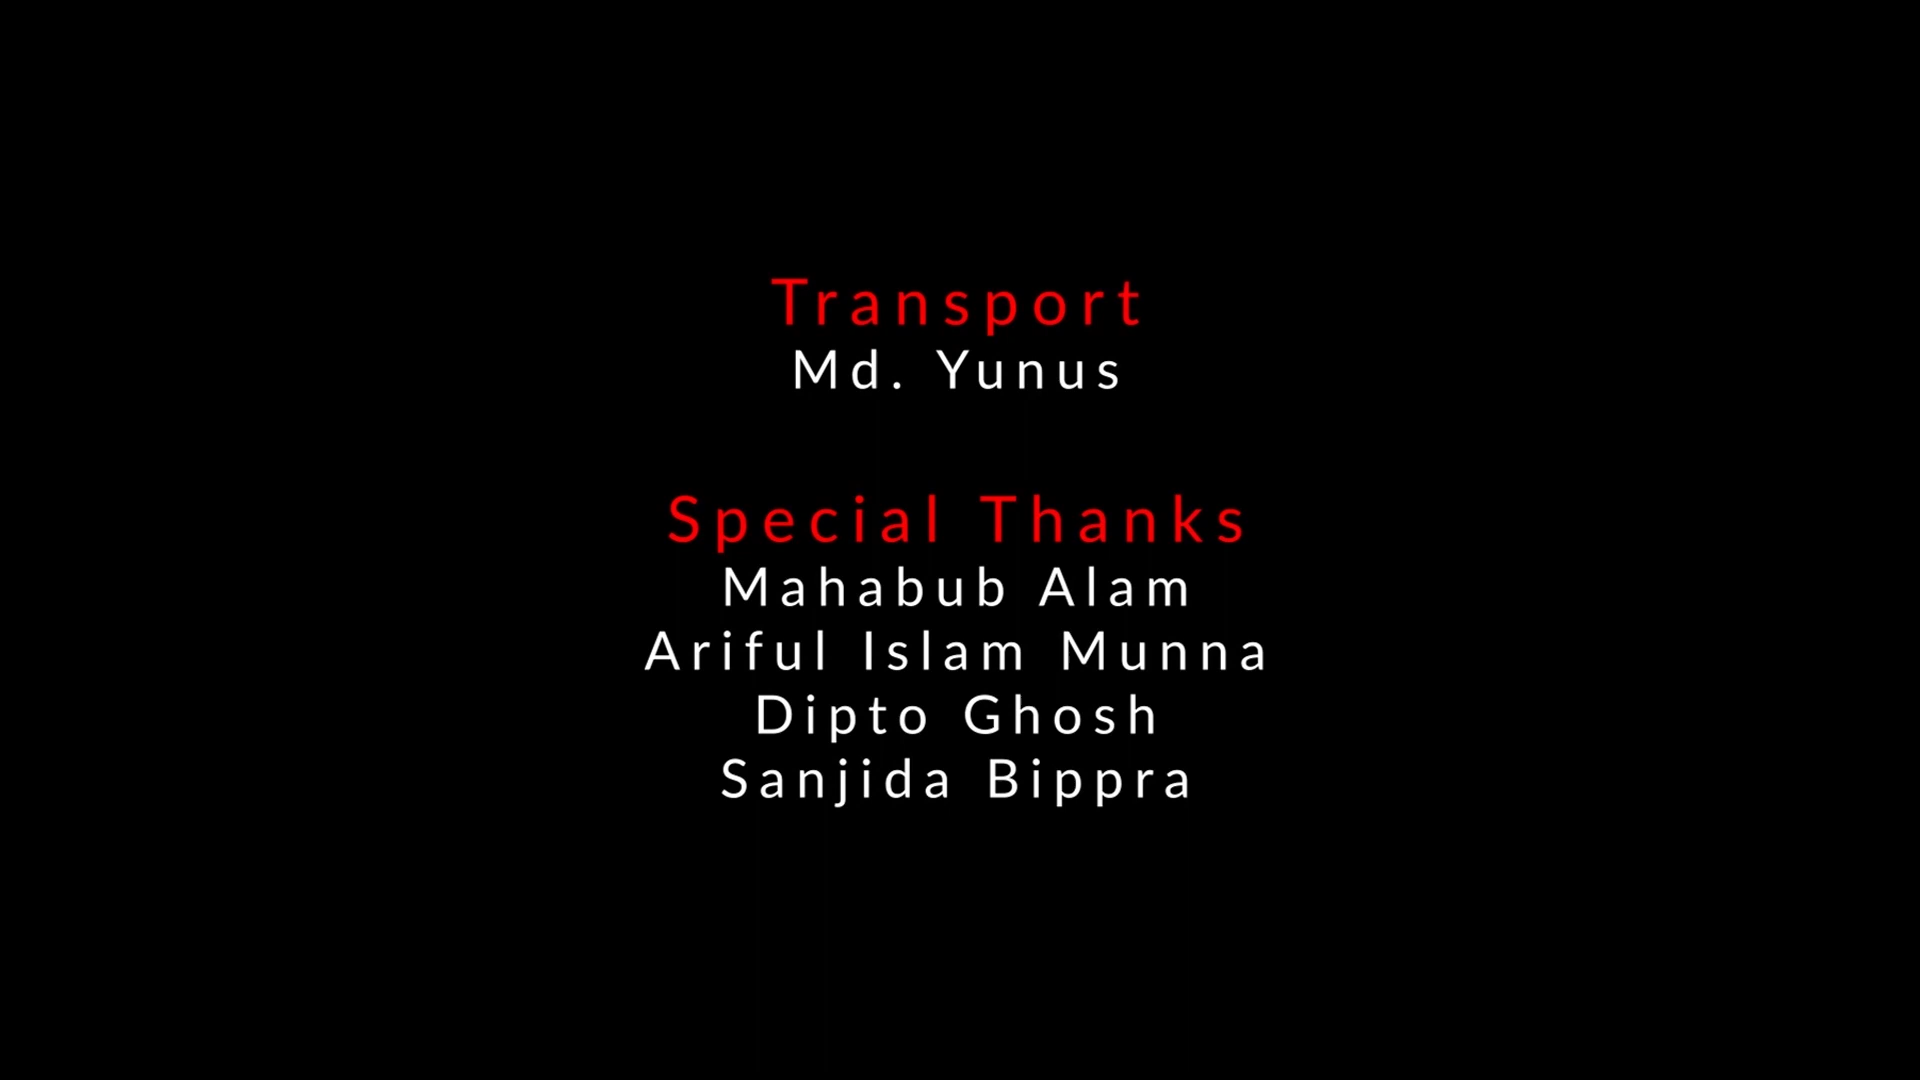 Transport
Md. Yunus
Special Thanks
Mahabub Alam
Ariful Islam Munna
Dipto Ghosh
Sanjida Bippra